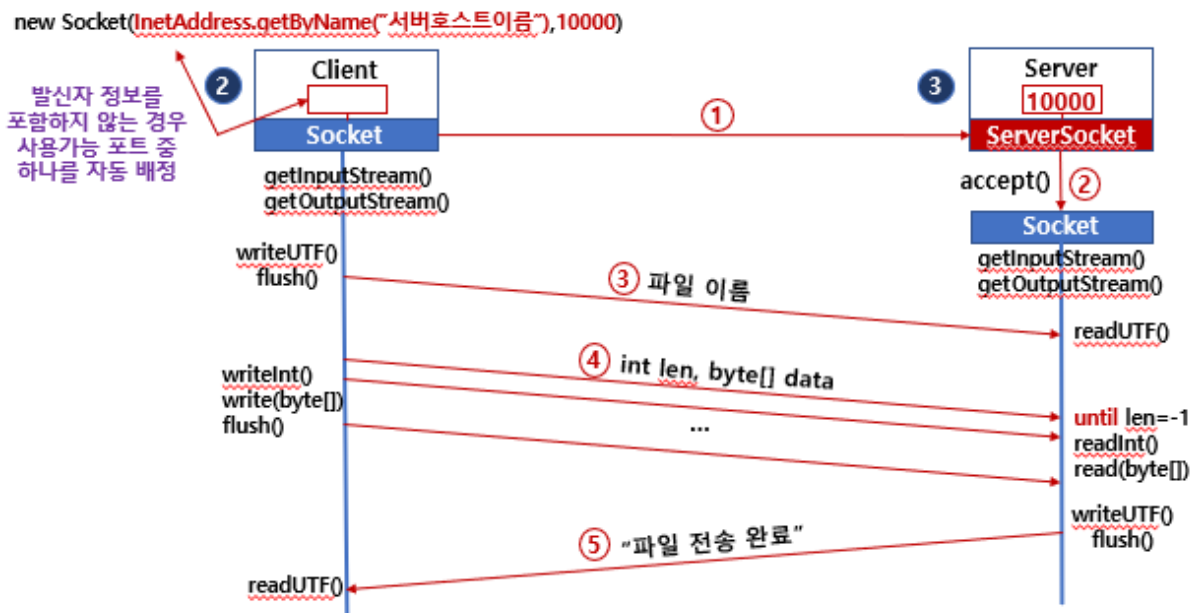 new Socket(InetAddress.getByName("서버호스트이름"),10000)
발신자 정보를
포함하지 않는 경우
사용가능 포트 중
하나를 자동 배정
2
Client
Socket
getInputStream()
getOutputStream()
①
3
Server
10000
ServerSocket
accept() ②
Socket
getInputStream()
getOutputStream()
writeUTF()
flush()
③ 파일 이름
readUTF()
writeInt()
write(byte[])
flush()
④ int len, byte[] data
...
until len=-1
readInt()
read(byte[])
writeUTF()
flush()
⑤ “파일 전송 완료”
readUTF()